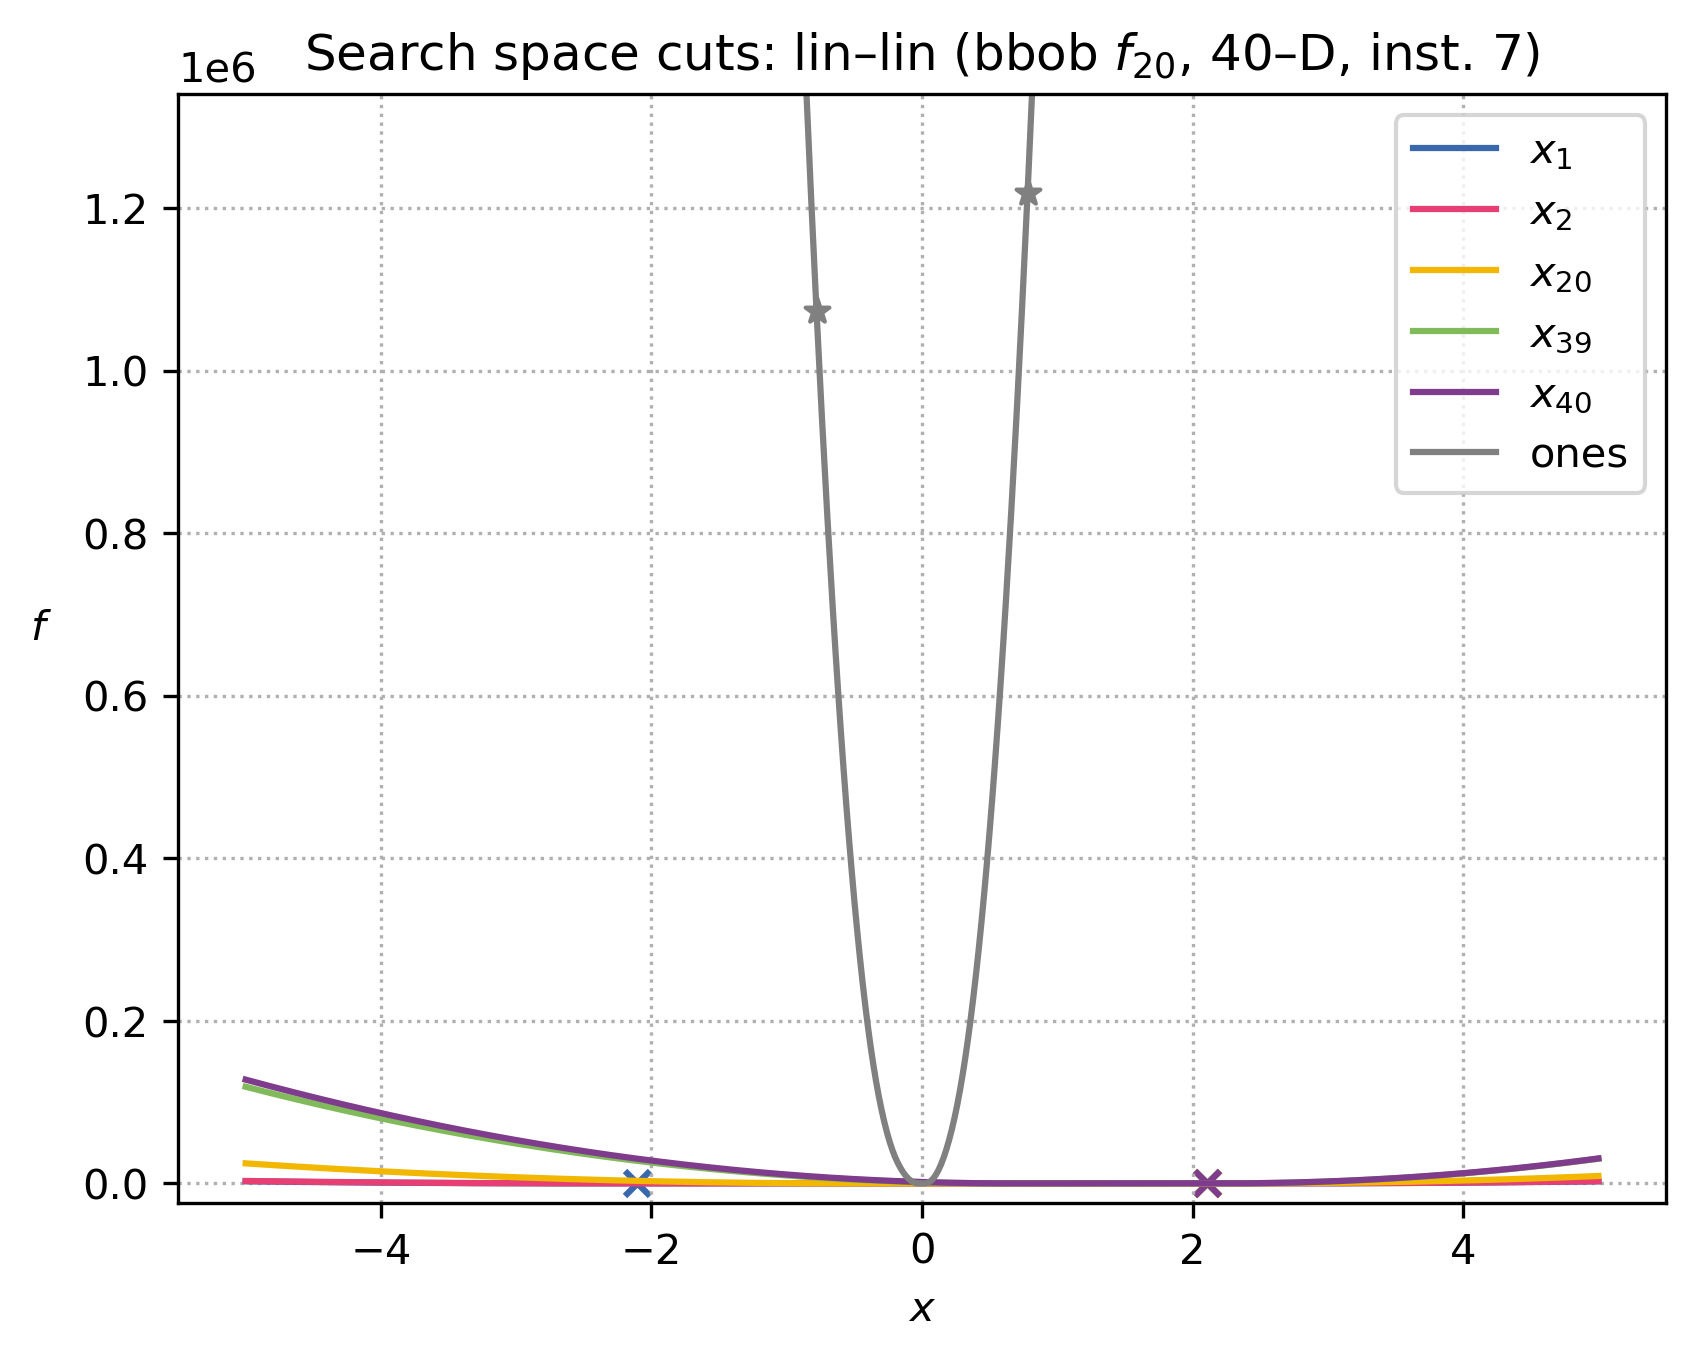 Search space cuts: lin–lin (bbob f₂₀, 40–D, inst. 7)
1e6
x₁
x₂
x₂₀
x₃₉
x₄₀
ones
1.2
1.0
0.8
0.6
0.4
0.2
0.0
f
−4
−2
0
2
4
x